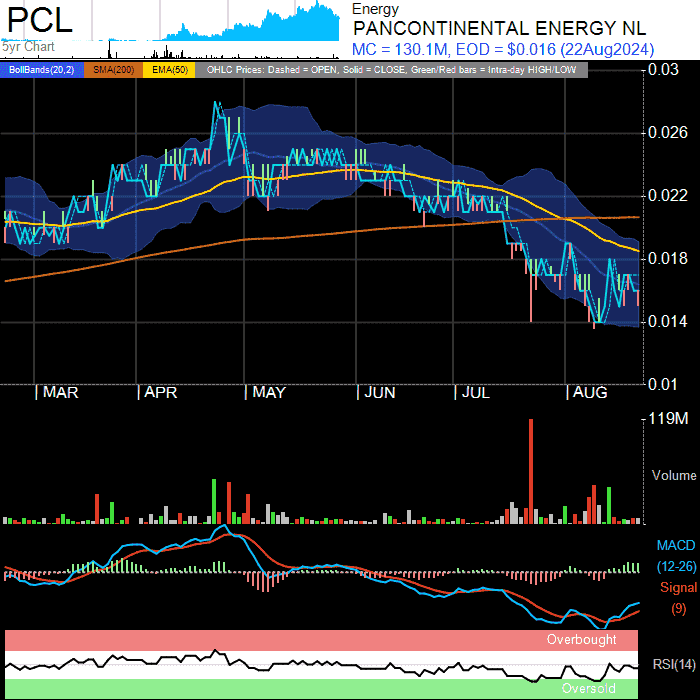 PCL
5yr Chart
Energy
PANCONTINENTAL ENERGY NL
MC = 130.1M, EOD = $0.016 (22Aug2024)
BollBands(20,2) SMA(200) EMA(50) OHLC Prices: Dashed = OPEN, Solid = CLOSE, Green/Red bars = Intra-day HIGH/LOW
0.03
0.026
0.022
0.018
0.014
0.01
| MAR | APR | MAY | JUN | JUL | AUG
119M
Volume
MACD
(12-26)
Signal
(9)
Overbought
RSI(14)
Oversold